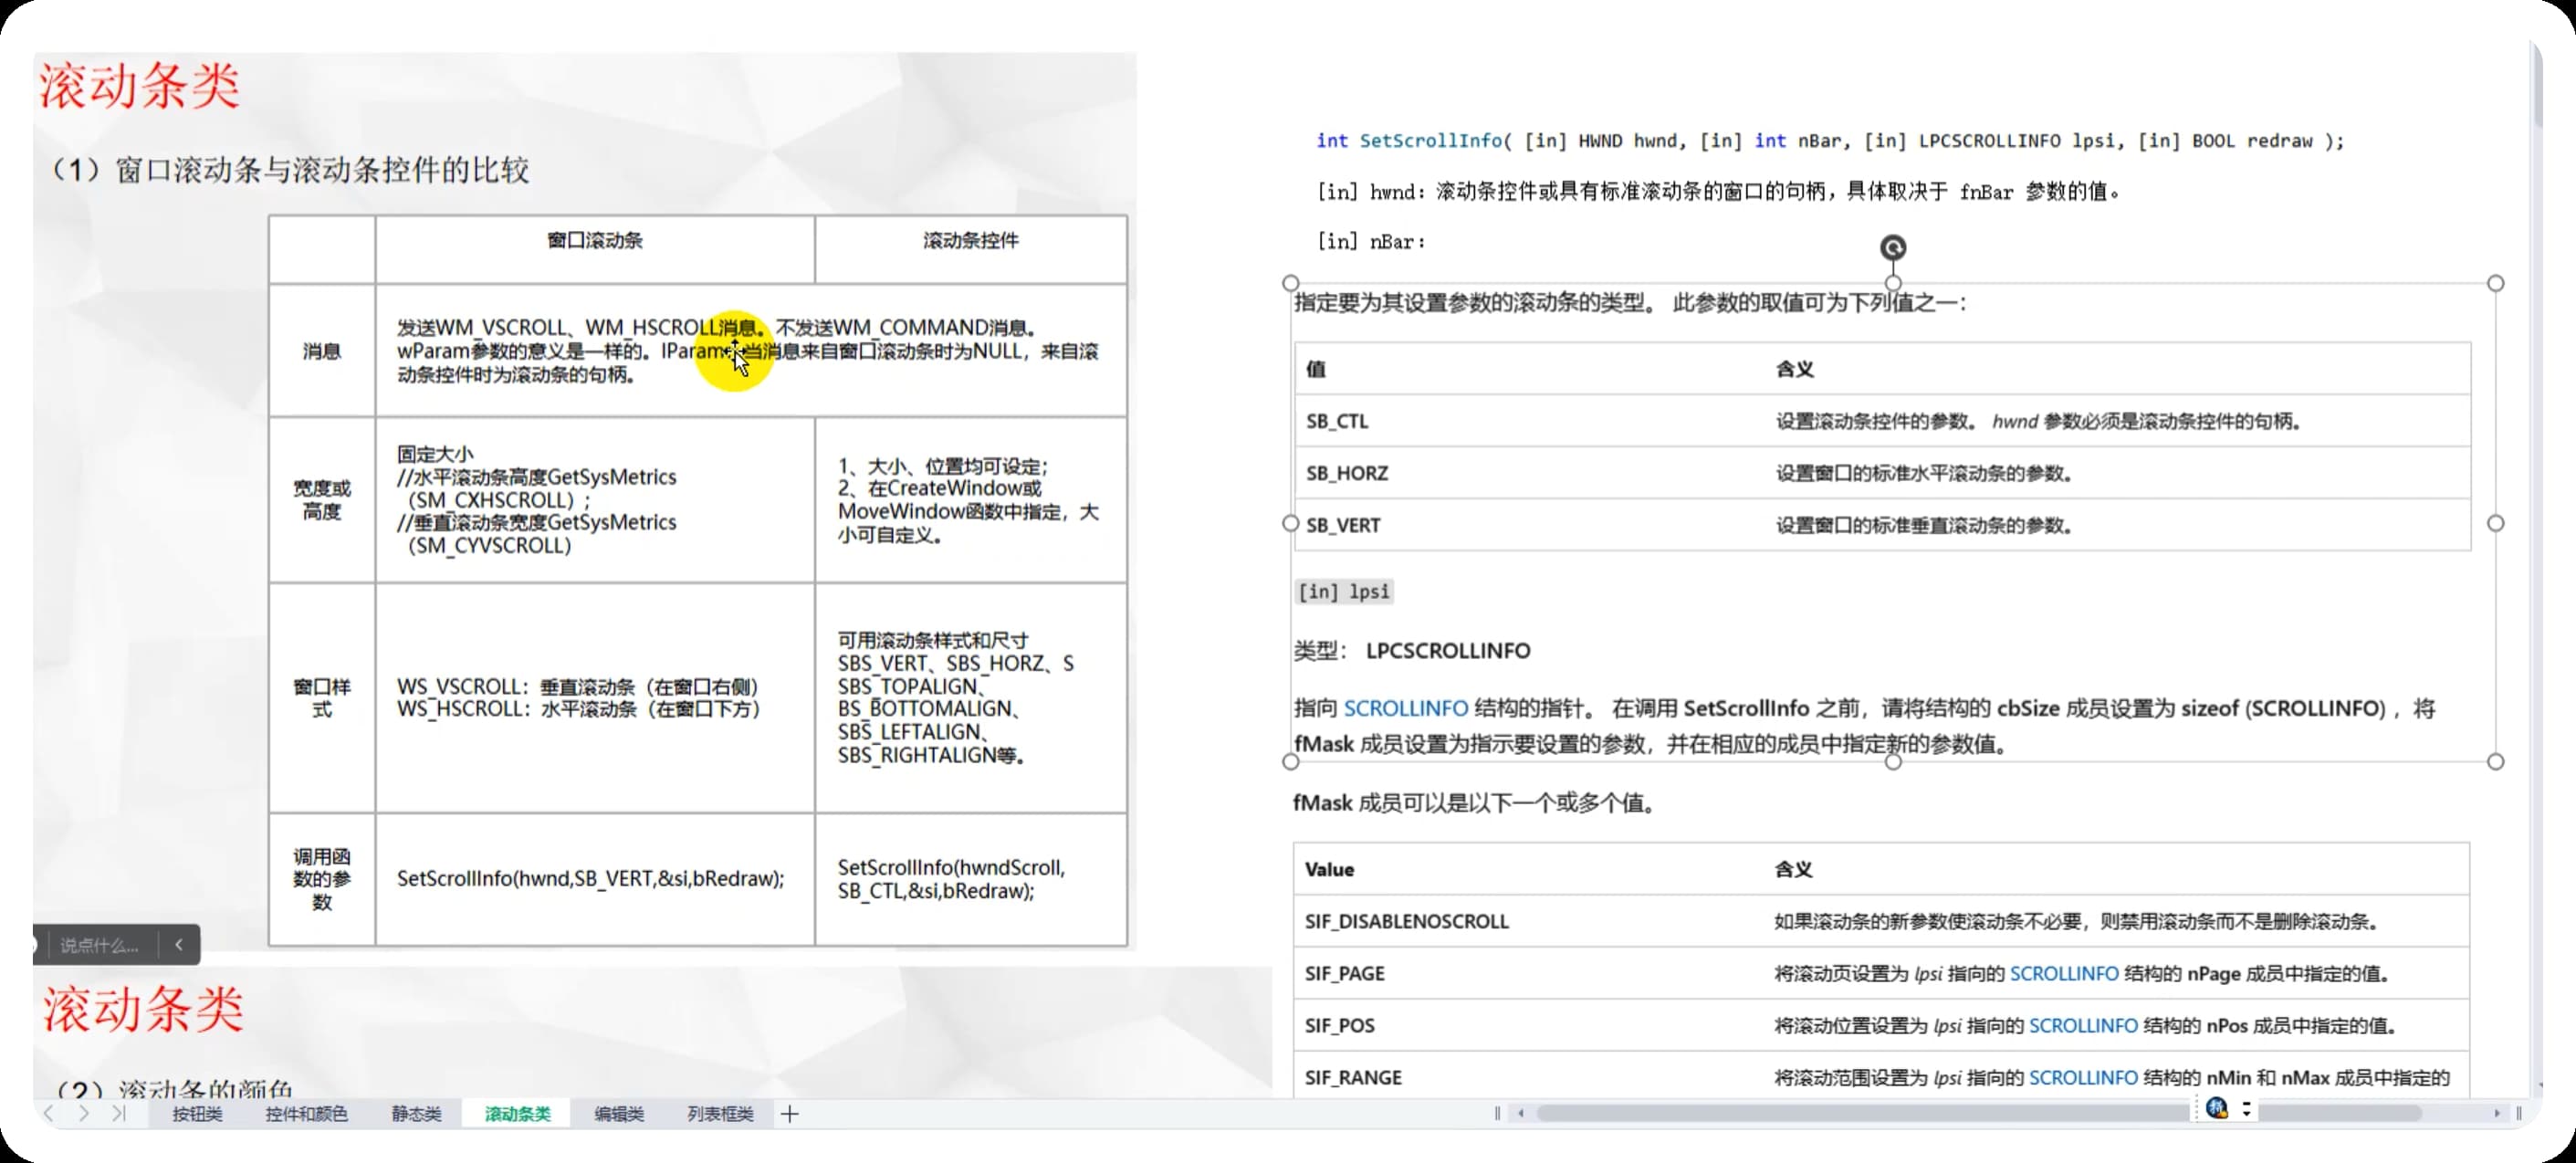 滚动条类
（1）窗口滚动条与滚动条控件的比较
窗口滚动条
滚动条控件
消息
发送WM_VSCROLL、WM_HSCROLL消息。不发送WM_COMMAND消息。
wParam参数的意义是一样的。lParam 当消息来自窗口滚动条时为NULL，来自滚
动条控件时为滚动条的句柄。
宽度或
高度
固定大小
//水平滚动条高度GetSysMetrics
（SM_CXHSCROLL）；
//垂直滚动条宽度GetSysMetrics
（SM_CYVSCROLL）
1、大小、位置均可设定；
2、在CreateWindow或
MoveWindow函数中指定，大
小可自定义。
窗口样
式
WS_VSCROLL：垂直滚动条（在窗口右侧）
WS_HSCROLL：水平滚动条（在窗口下方）
可用滚动条样式和尺寸
SBS_VERT、SBS_HORZ、S
SBS_TOPALIGN、
BS_BOTTOMALIGN、
SBS_LEFTALIGN、
SBS_RIGHTALIGN等。
调用函
数的参
数
SetScrollInfo(hwnd,SB_VERT,&si,bRedraw);
SetScrollInfo(hwndScroll,
SB_CTL,&si,bRedraw);
说点什么...
滚动条类
（2）滚动条的颜色
int SetScrollInfo( [in] HWND hwnd, [in] int nBar, [in] LPCSCROLLINFO lpsi, [in] BOOL redraw );
[in] hwnd：滚动条控件或具有标准滚动条的窗口的句柄，具体取决于 fnBar 参数的值。
[in] nBar：
指定要为其设置参数的滚动条的类型。 此参数的取值可为下列值之一：
值
含义
SB_CTL
设置滚动条控件的参数。 hwnd 参数必须是滚动条控件的句柄。
SB_HORZ
设置窗口的标准水平滚动条的参数。
SB_VERT
设置窗口的标准垂直滚动条的参数。
[in] lpsi
类型： LPCSCROLLINFO
指向 SCROLLINFO 结构的指针。 在调用 SetScrollInfo 之前，请将结构的 cbSize 成员设置为 sizeof (SCROLLINFO) ，将
fMask 成员设置为指示要设置的参数，并在相应的成员中指定新的参数值。
fMask 成员可以是以下一个或多个值。
Value
含义
SIF_DISABLENOSCROLL
如果滚动条的新参数使滚动条不必要，则禁用滚动条而不是删除滚动条。
SIF_PAGE
将滚动页设置为 lpsi 指向的 SCROLLINFO 结构的 nPage 成员中指定的值。
SIF_POS
将滚动位置设置为 lpsi 指向的 SCROLLINFO 结构的 nPos 成员中指定的值。
SIF_RANGE
将滚动范围设置为 lpsi 指向的 SCROLLINFO 结构的 nMin 和 nMax 成员中指定的
按钮类
控件和颜色
静态类
滚动条类
编辑类
列表框类